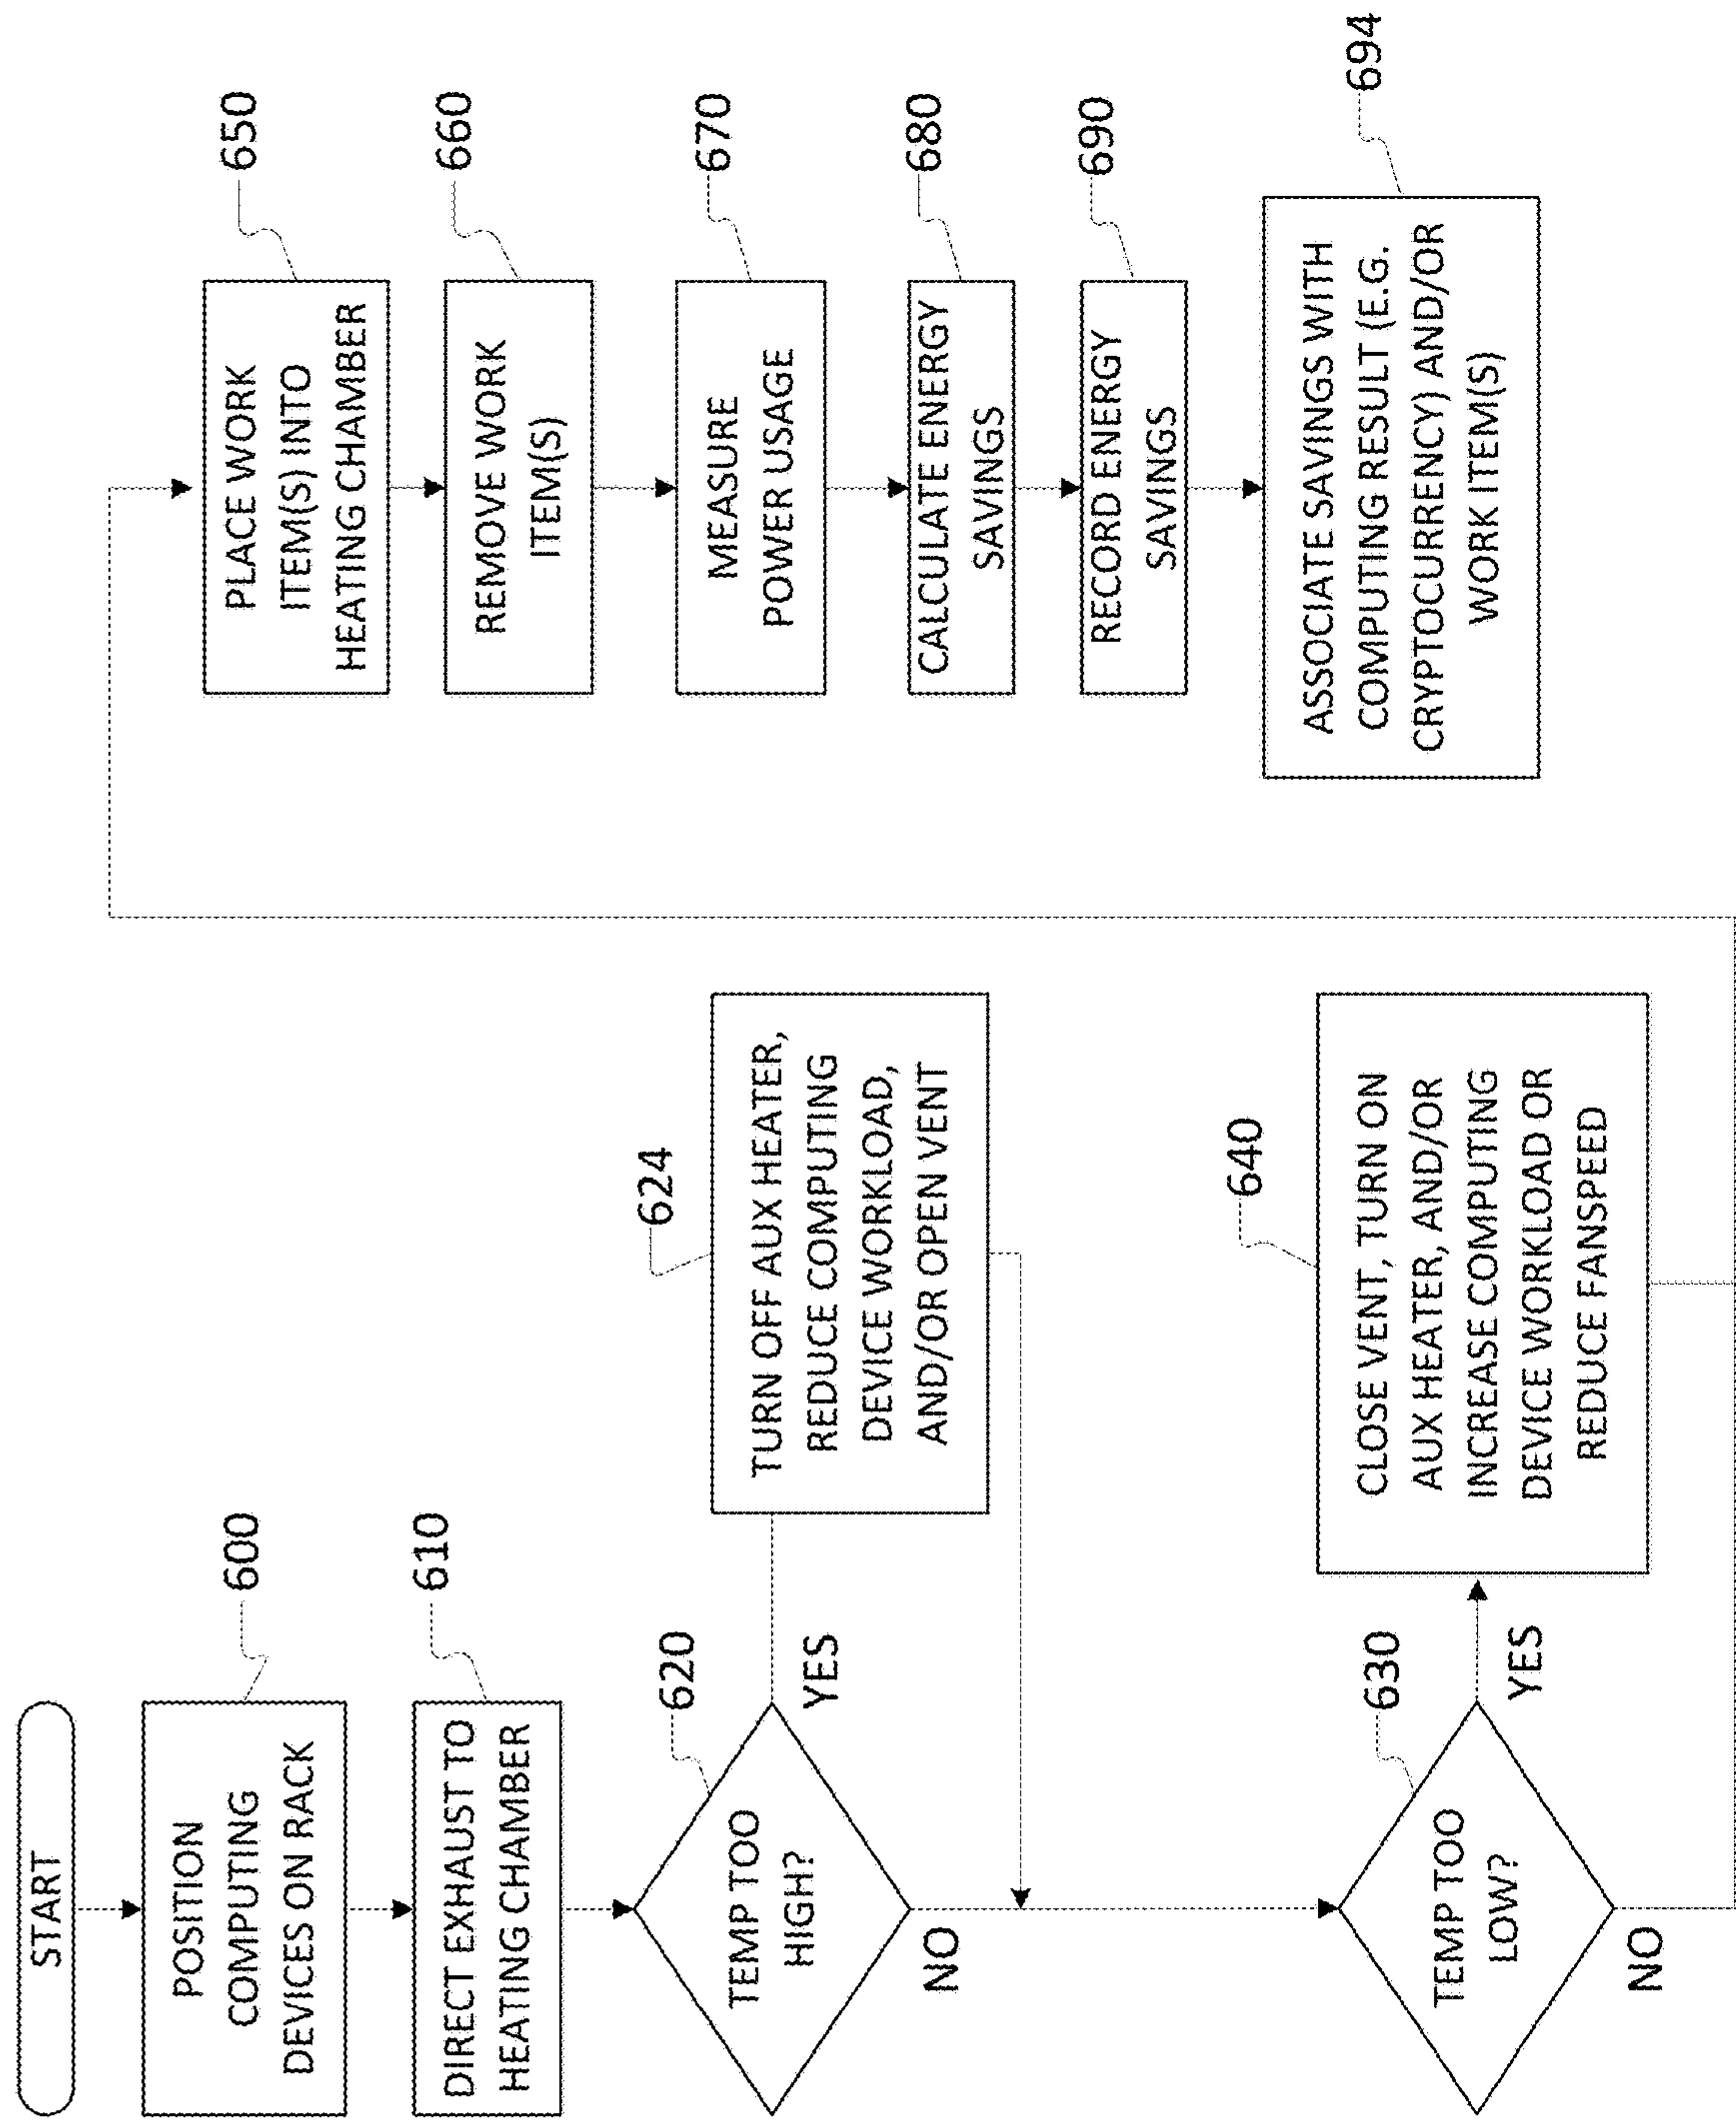 START
POSITION
COMPUTING
DEVICES ON RACK
600
DIRECT EXHAUST TO
HEATING CHAMBER
610
TEMP TOO
HIGH?
620
YES
NO
TURN OFF AUX HEATER,
REDUCE COMPUTING
DEVICE WORKLOAD,
AND/OR OPEN VENT
624
TEMP TOO
LOW?
630
YES
NO
CLOSE VENT, TURN ON
AUX HEATER, AND/OR
INCREASE COMPUTING
DEVICE WORKLOAD OR
REDUCE FANSPEED
640
PLACE WORK
ITEM(S) INTO
HEATING CHAMBER
650
REMOVE WORK
ITEM(S)
660
MEASURE
POWER USAGE
670
CALCULATE ENERGY
SAVINGS
680
RECORD ENERGY
SAVINGS
690
ASSOCIATE SAVINGS WITH
COMPUTING RESULT (E.G.
CRYPTOCURRENCY) AND/OR
WORK ITEM(S)
694